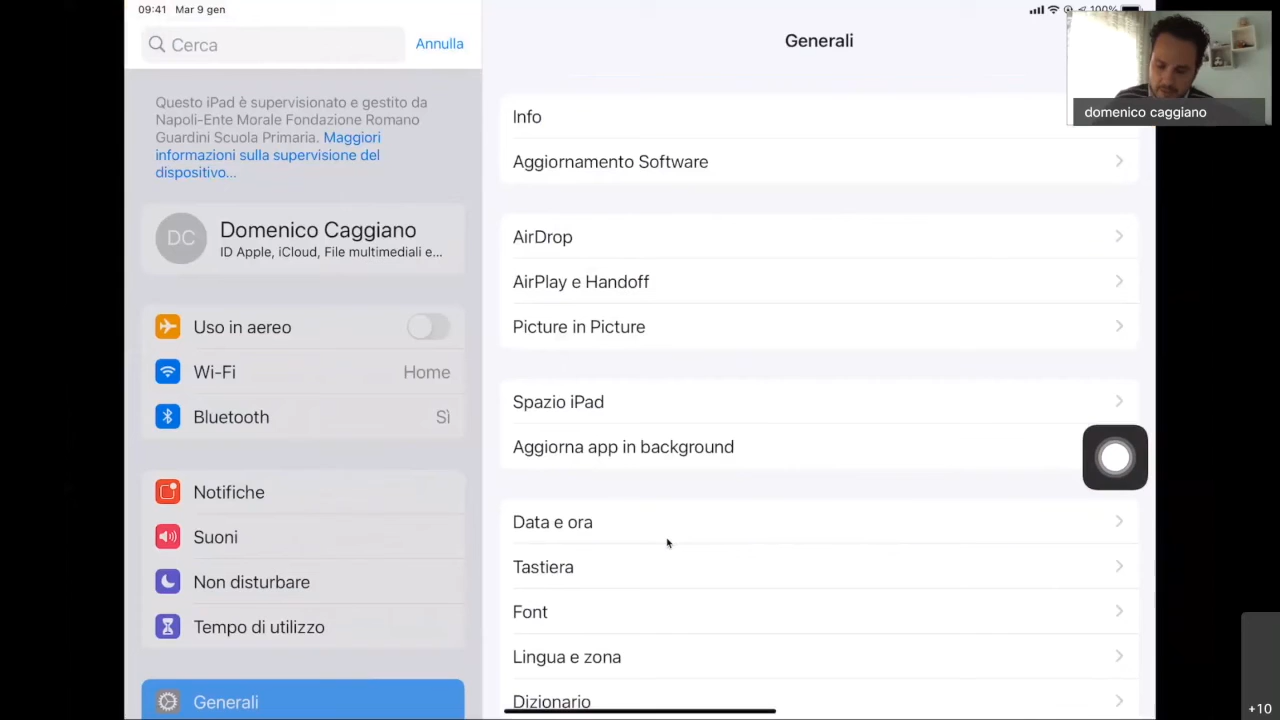 09:41 Mar 9 gen
100%
Cerca
Annulla
Questo iPad è supervisionato e gestito da
Napoli-Ente Morale Fondazione Romano
Guardini Scuola Primaria. Maggiori
informazioni sulla supervisione del
dispositivo...
DC
Domenico Caggiano
ID Apple, iCloud, File multimediali e...
Uso in aereo
Wi-Fi Home
Bluetooth Sì
Notifiche
Suoni
Non disturbare
Tempo di utilizzo
Generali
Generali
Info
Aggiornamento Software
AirDrop
AirPlay e Handoff
Picture in Picture
Spazio iPad
Aggiorna app in background
Data e ora
Tastiera
Font
Lingua e zona
Dizionario
domenico caggiano
+10